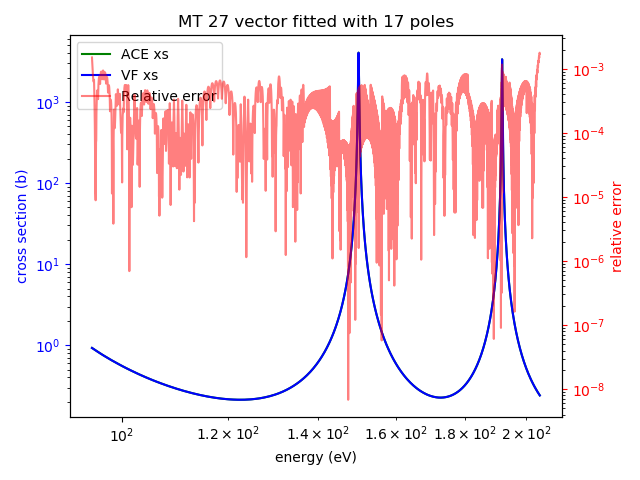 MT 27 vector fitted with 17 poles
ACE xs
VF xs
Relative error
cross section (b)
10³
10²
10¹
10⁰
relative error
10⁻³
10⁻⁴
10⁻⁵
10⁻⁶
10⁻⁷
10⁻⁸
10² 1.2 × 10² 1.4 × 10² 1.6 × 10² 1.8 × 10² 2 × 10²
energy (eV)